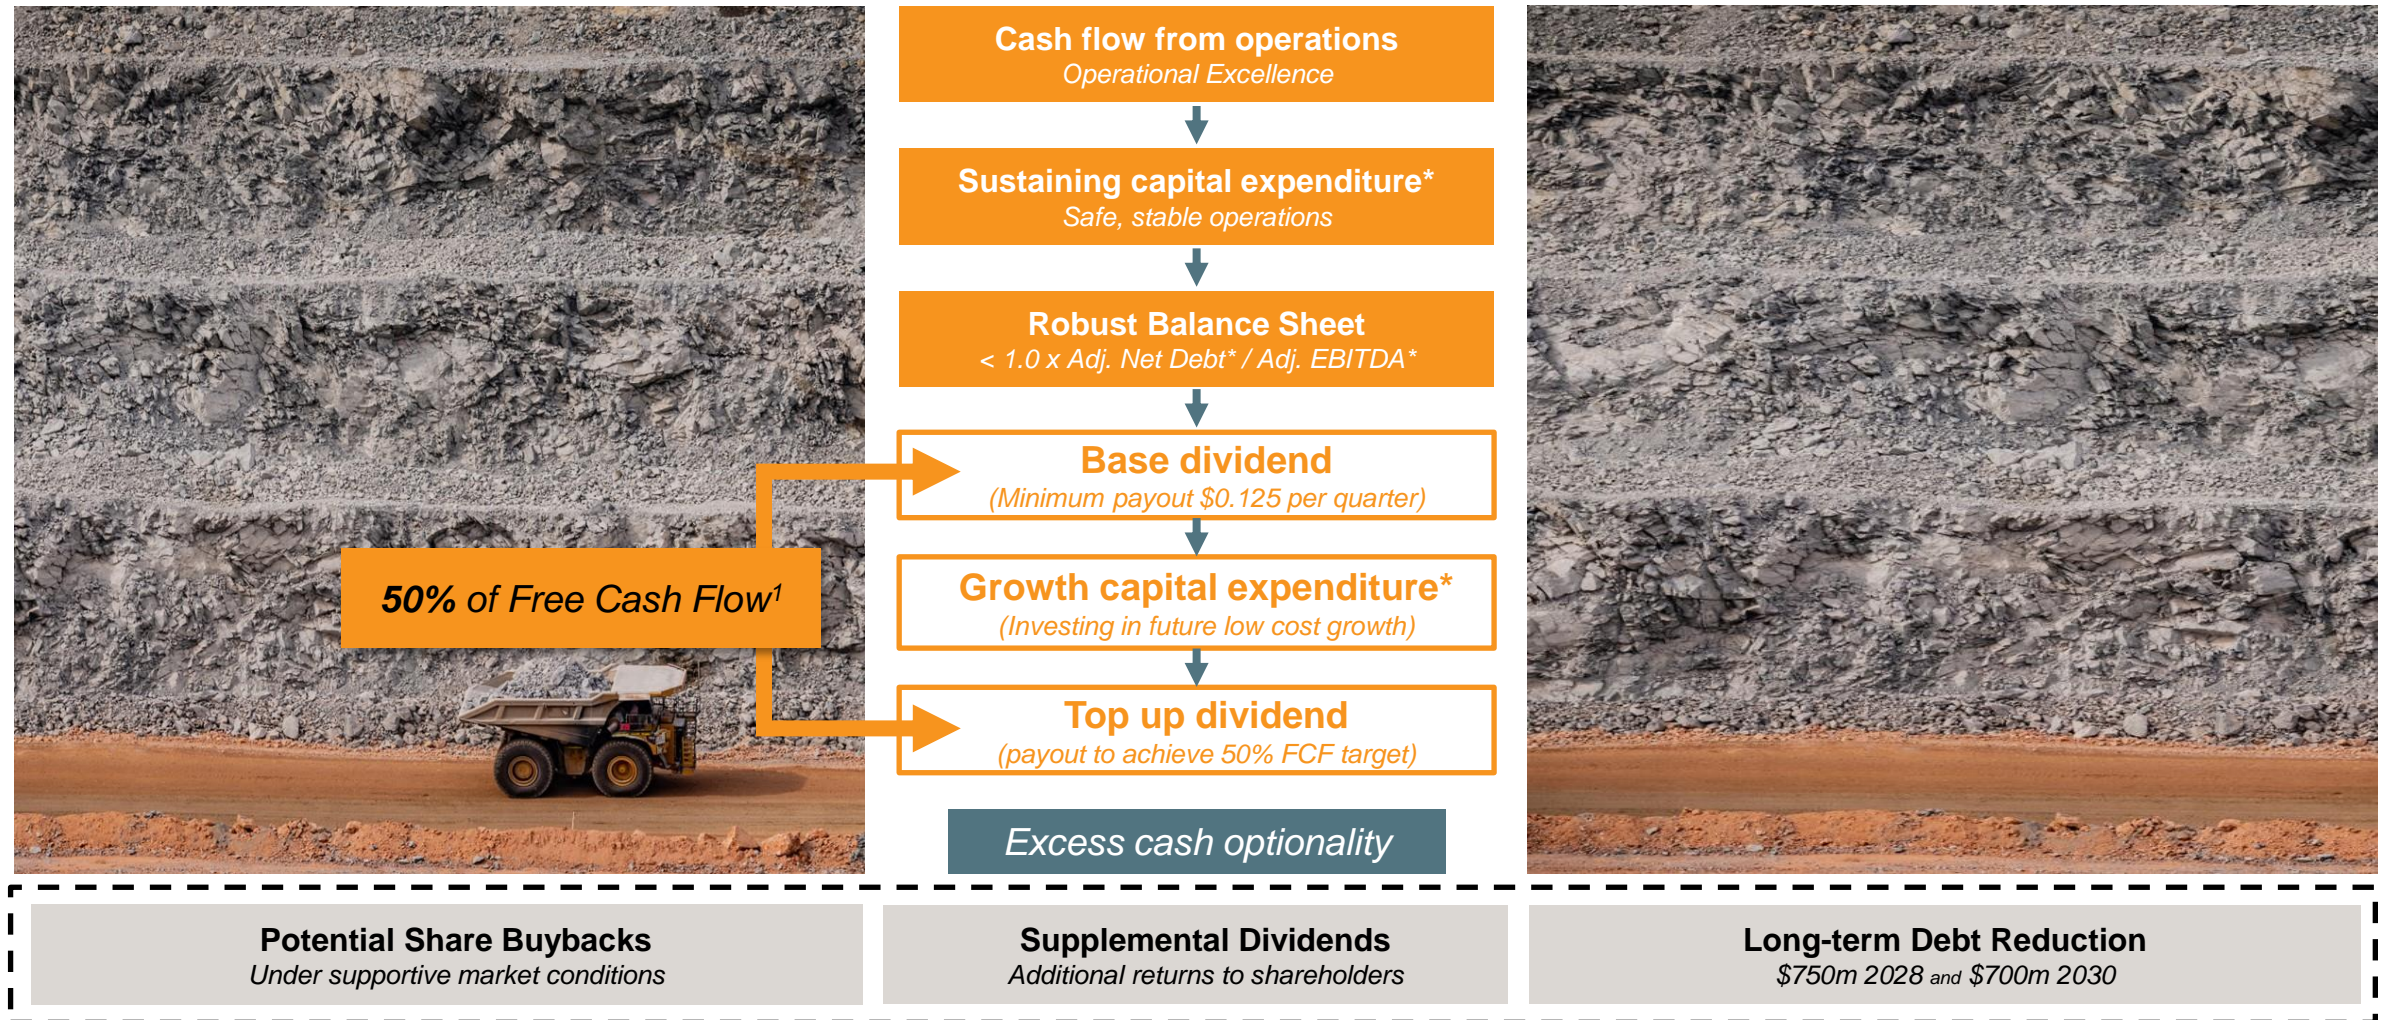 Cash flow from operations
Operational Excellence
Sustaining capital expenditure*
Safe, stable operations
Robust Balance Sheet
< 1.0 x Adj. Net Debt* / Adj. EBITDA*
Base dividend
(Minimum payout $0.125 per quarter)
50% of Free Cash Flow¹
Growth capital expenditure*
(Investing in future low cost growth)
Top up dividend
(payout to achieve 50% FCF target)
Excess cash optionality
Potential Share Buybacks
Under supportive market conditions
Supplemental Dividends
Additional returns to shareholders
Long-term Debt Reduction
$750m 2028 and $700m 2030